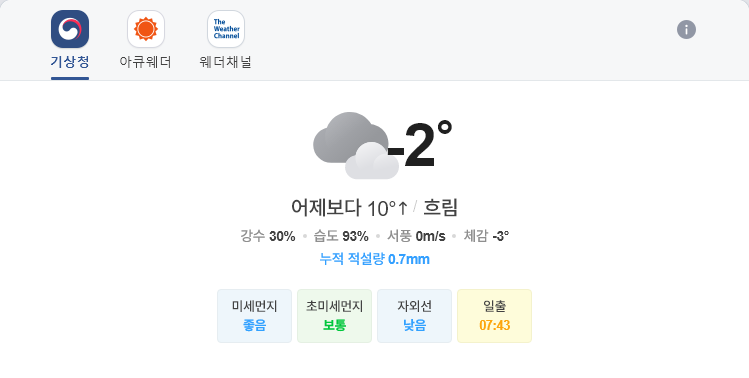 The Weather Channel
기상청 아큐웨더 웨더채널
-2°
어제보다 10°↑ / 흐림
강수 30% • 습도 93% • 서풍 0m/s • 체감 -3°
누적 적설량 0.7mm
미세먼지 초미세먼지 자외선 일출
좋음 보통 낮음 07:43